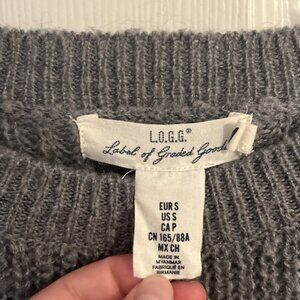 L.O.G.G.®
Label of Graded Goods
EUR S
US S
CA P
CN 165/88A
MX CH
MADE IN
MYANMAR
FABRIQUÉ EN
BIRMANIE